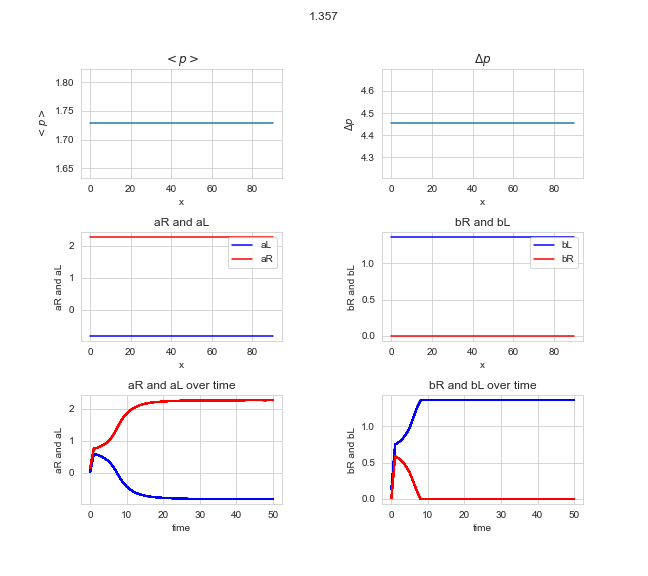 1.357
< p >
Δp
< p >
1.80
1.75
1.70
1.65
0 20 40 60 80
x
Δp
4.6
4.5
4.4
4.3
0 20 40 60 80
x
aR and aL
bR and bL
aR and aL
2
1
0
aL
aR
0 20 40 60 80
x
bR and bL
1.0
0.5
0.0
bL
bR
0 20 40 60 80
x
aR and aL over time
bR and bL over time
aR and aL
2
1
0
0 10 20 30 40 50
time
bR and bL
1.0
0.5
0.0
0 10 20 30 40 50
time